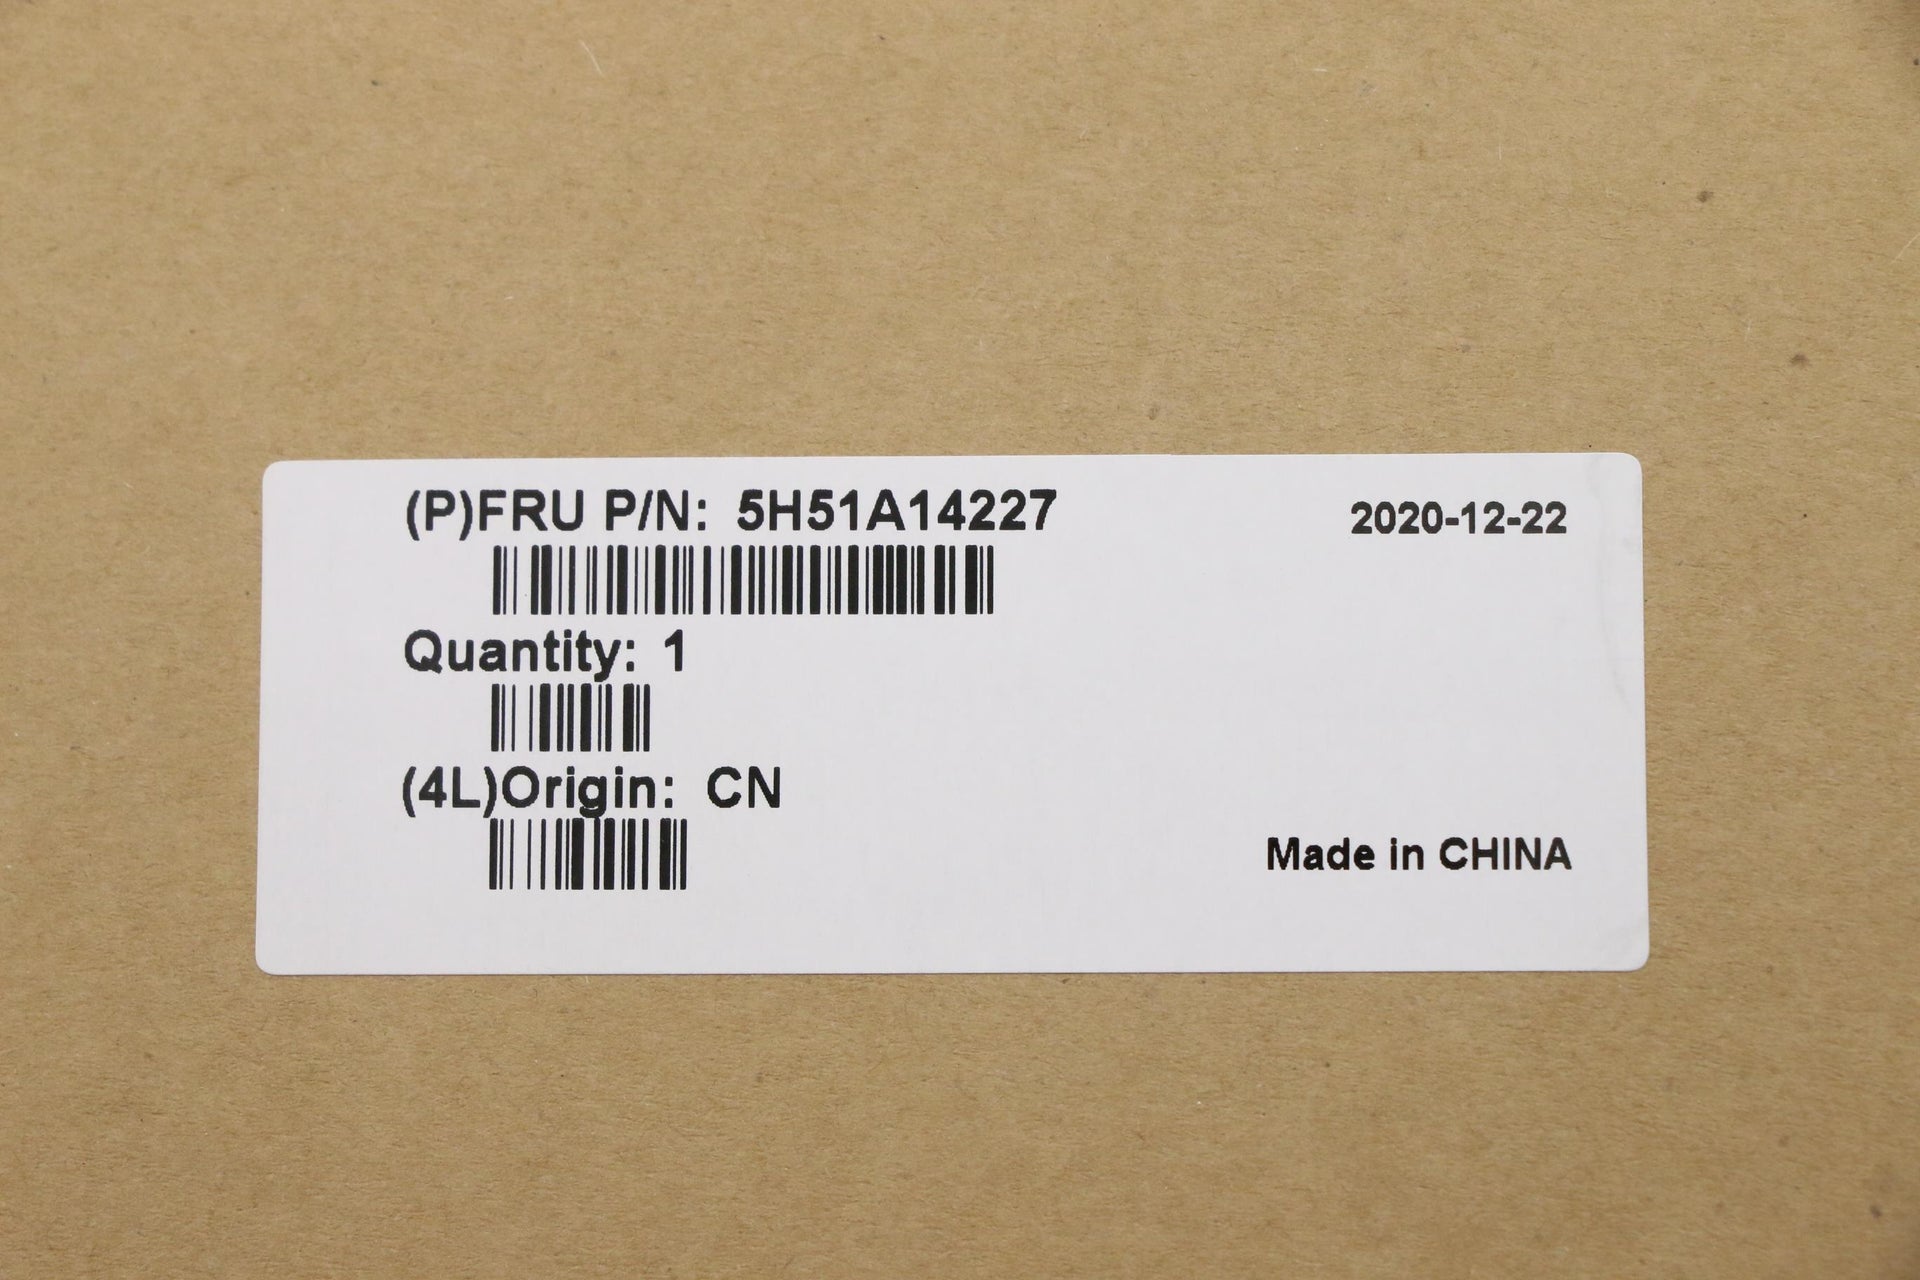 (P)FRU P/N: 5H51A14227
2020-12-22
Quantity: 1
(4L)Origin: CN
Made in CHINA